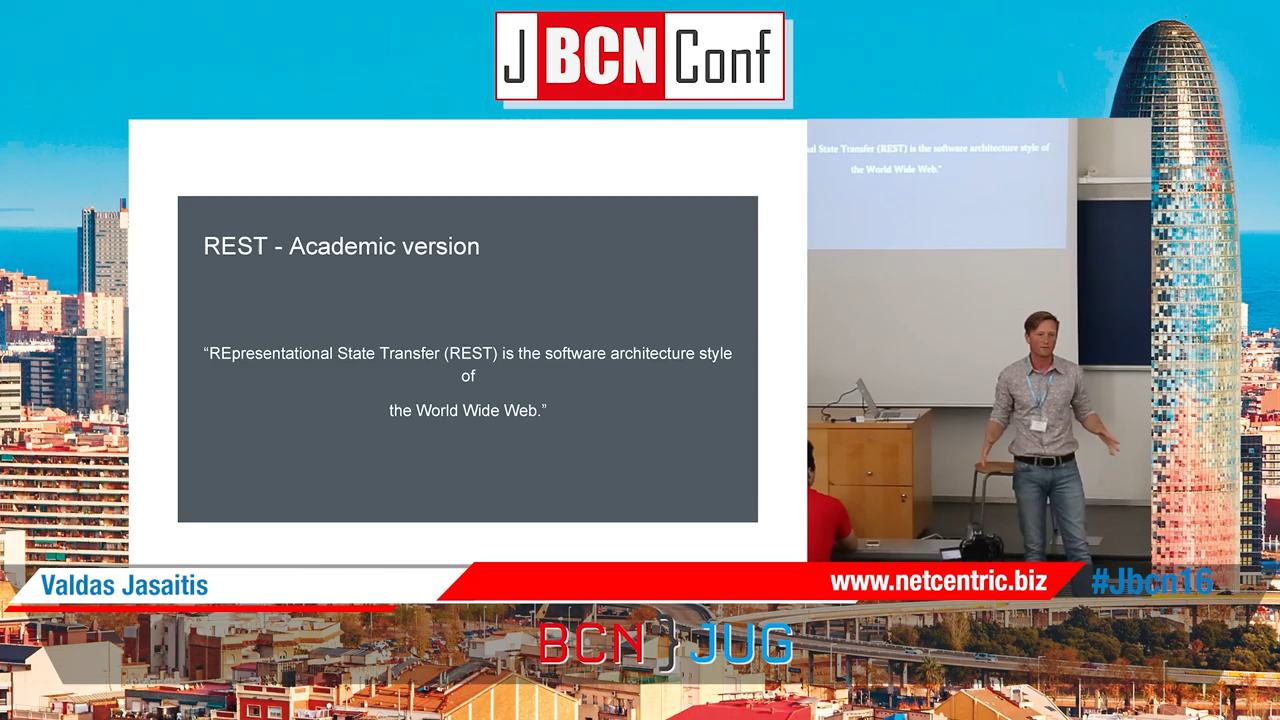 J BCN Conf
REST - Academic version
“REpresentational State Transfer (REST) is the software architecture style
of
the World Wide Web.”
al State Transfer (REST) is the software architecture style of
the World Wide Web."
Valdas Jasaitis
www.netcentric.biz
#Jbcn16
BCN}JUG